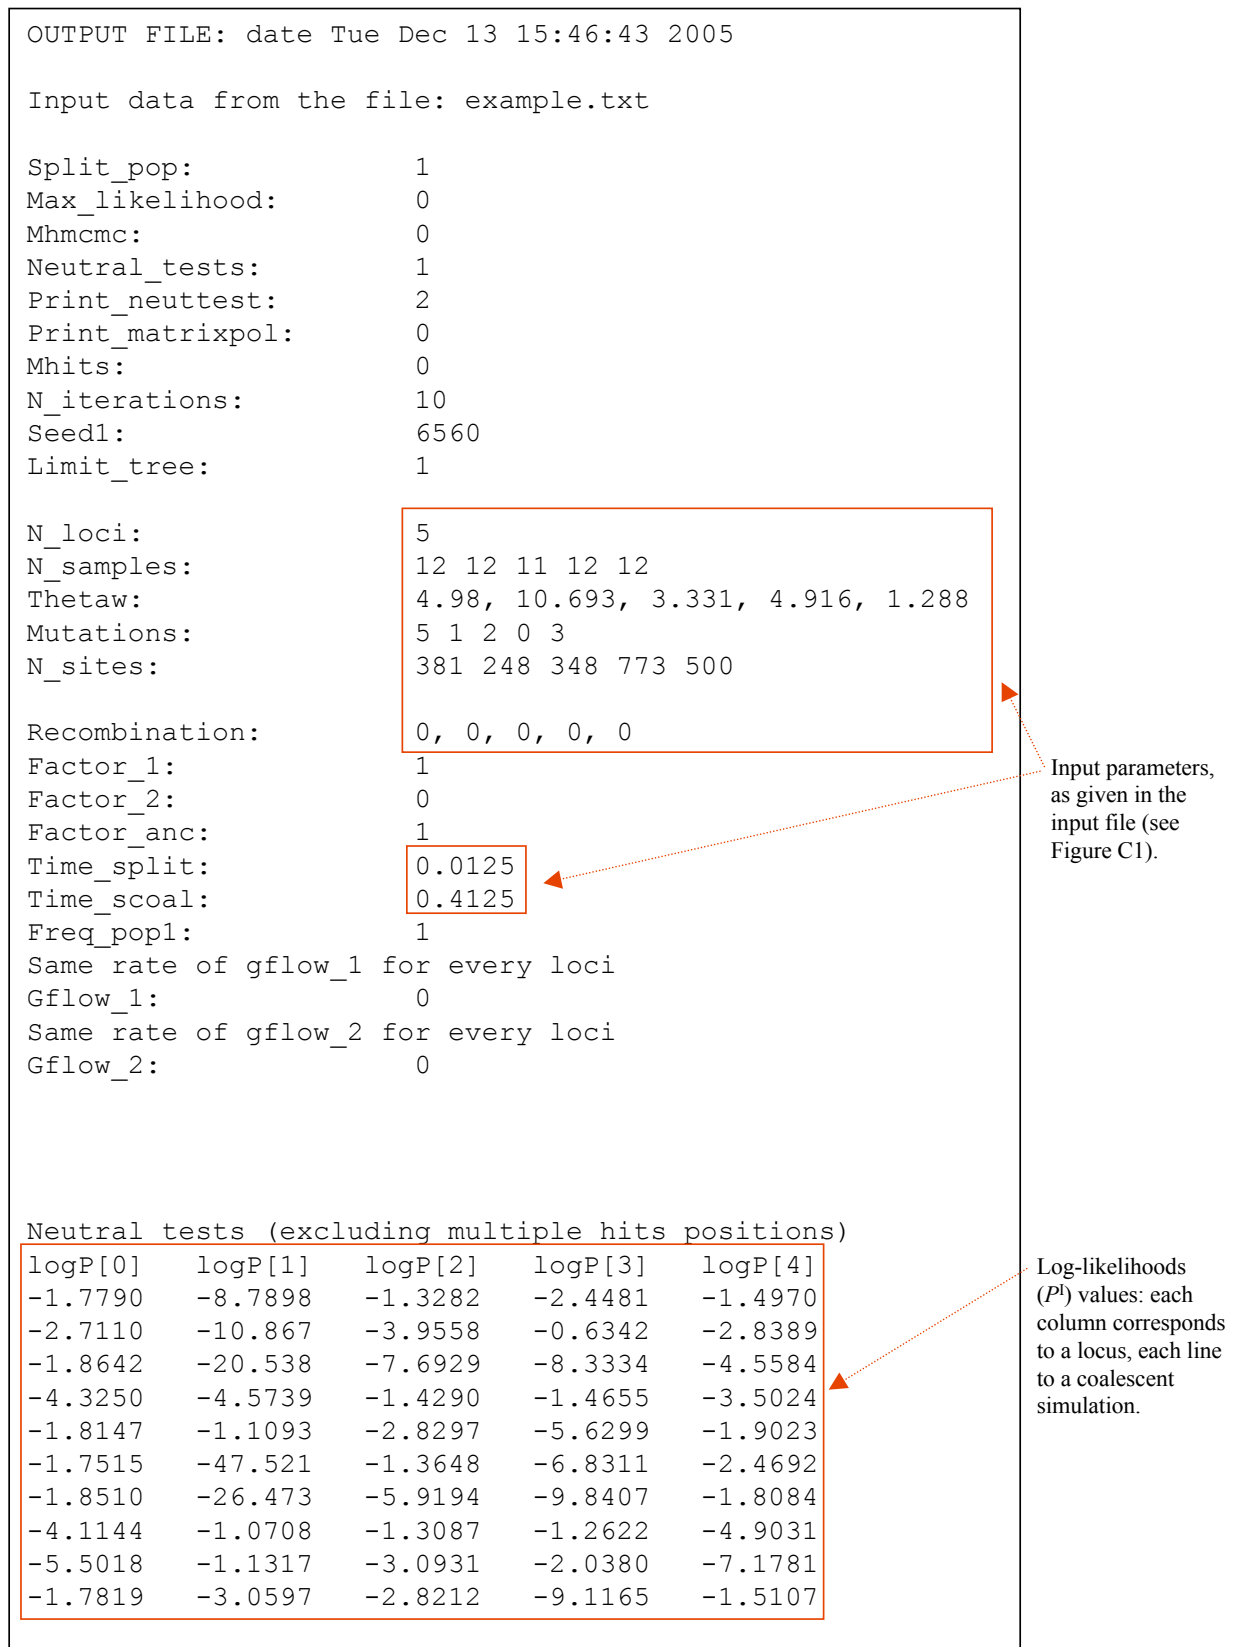 OUTPUT FILE: date Tue Dec 13 15:46:43 2005
Input data from the file: example.txt
Split_pop: 1
Max_likelihood: 0
Mhmcmc: 0
Neutral_tests: 1
Print_neuttest: 2
Print_matrixpol: 0
Mhits: 0
N_iterations: 10
Seed1: 6560
Limit_tree: 1
N_loci: 5
N_samples: 12 12 11 12 12
Thetaw: 4.98, 10.693, 3.331, 4.916, 1.288
Mutations: 5 1 2 0 3
N_sites: 381 248 348 773 500
Recombination: 0, 0, 0, 0, 0
Factor_1: 1
Factor_2: 0
Factor_anc: 1
Time_split: 0.0125
Time_scoal: 0.4125
Freq_pop1: 1
Same rate of gflow_1 for every loci
Gflow_1: 0
Same rate of gflow_2 for every loci
Gflow_2: 0
Input parameters,
as given in the
input file (see
Figure C1).
Neutral tests (excluding multiple hits positions)
logP[0] logP[1] logP[2] logP[3] logP[4]
-1.7790 -8.7898 -1.3282 -2.4481 -1.4970
-2.7110 -10.867 -3.9558 -0.6342 -2.8389
-1.8642 -20.538 -7.6929 -8.3334 -4.5584
-4.3250 -4.5739 -1.4290 -1.4655 -3.5024
-1.8147 -1.1093 -2.8297 -5.6299 -1.9023
-1.7515 -47.521 -1.3648 -6.8311 -2.4692
-1.8510 -26.473 -5.9194 -9.8407 -1.8084
-4.1144 -1.0708 -1.3087 -1.2622 -4.9031
-5.5018 -1.1317 -3.0931 -2.0380 -7.1781
-1.7819 -3.0597 -2.8212 -9.1165 -1.5107
Log-likelihoods
(Pᴵ) values: each
column corresponds
to a locus, each line
to a coalescent
simulation.